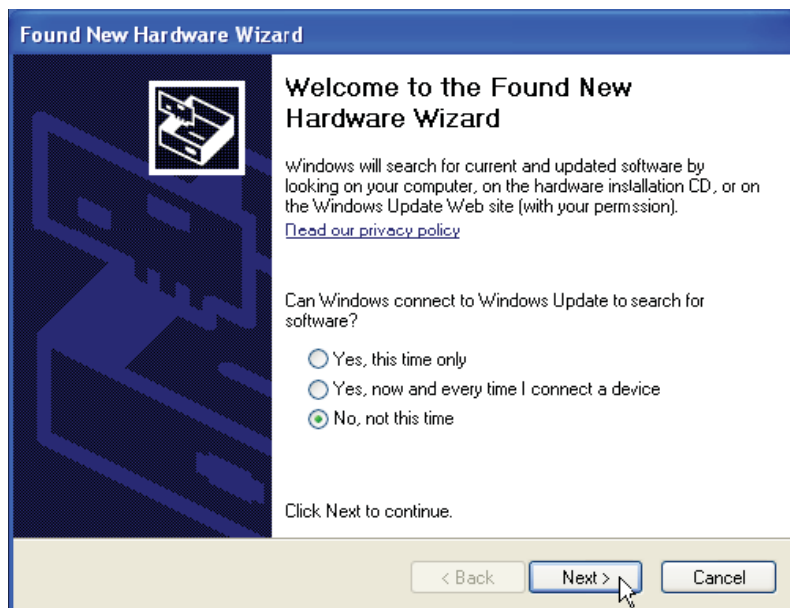 Found New Hardware Wizard
Welcome to the Found New
Hardware Wizard
Windows will search for current and updated software by
looking on your computer, on the hardware installation CD, or on
the Windows Update Web site (with your permssion).
Read our privacy policy
Can Windows connect to Windows Update to search for
software?
Yes, this time only
Yes, now and every time I connect a device
No, not this time
Click Next to continue.
< Back
Next >
Cancel